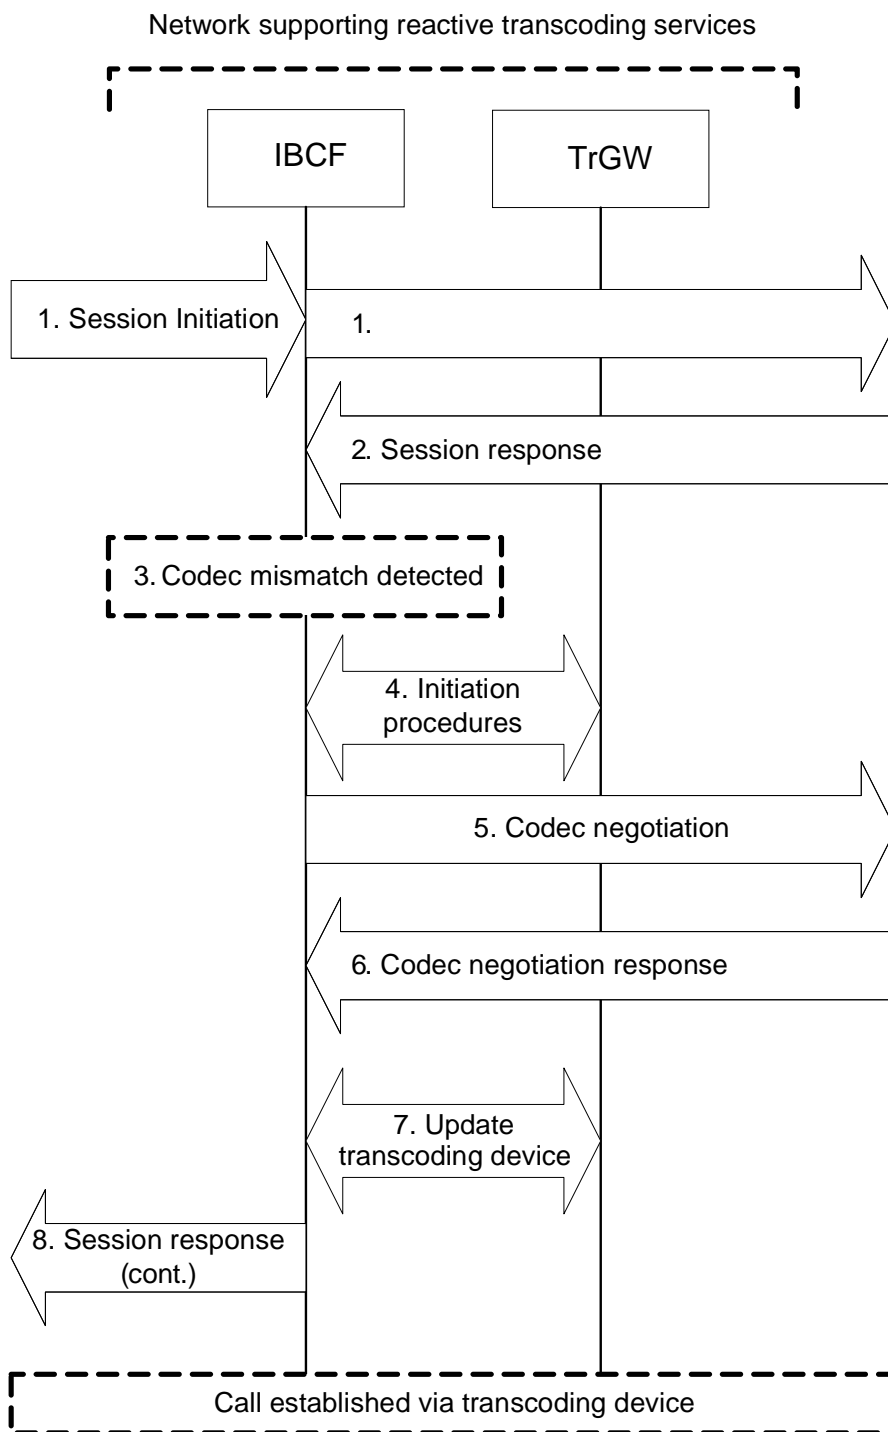 Network supporting reactive transcoding services
IBCF
TrGW
1. Session Initiation
1.
2. Session response
3. Codec mismatch detected
4. Initiation
procedures
5. Codec negotiation
6. Codec negotiation response
7. Update
transcoding device
8. Session response
(cont.)
Call established via transcoding device